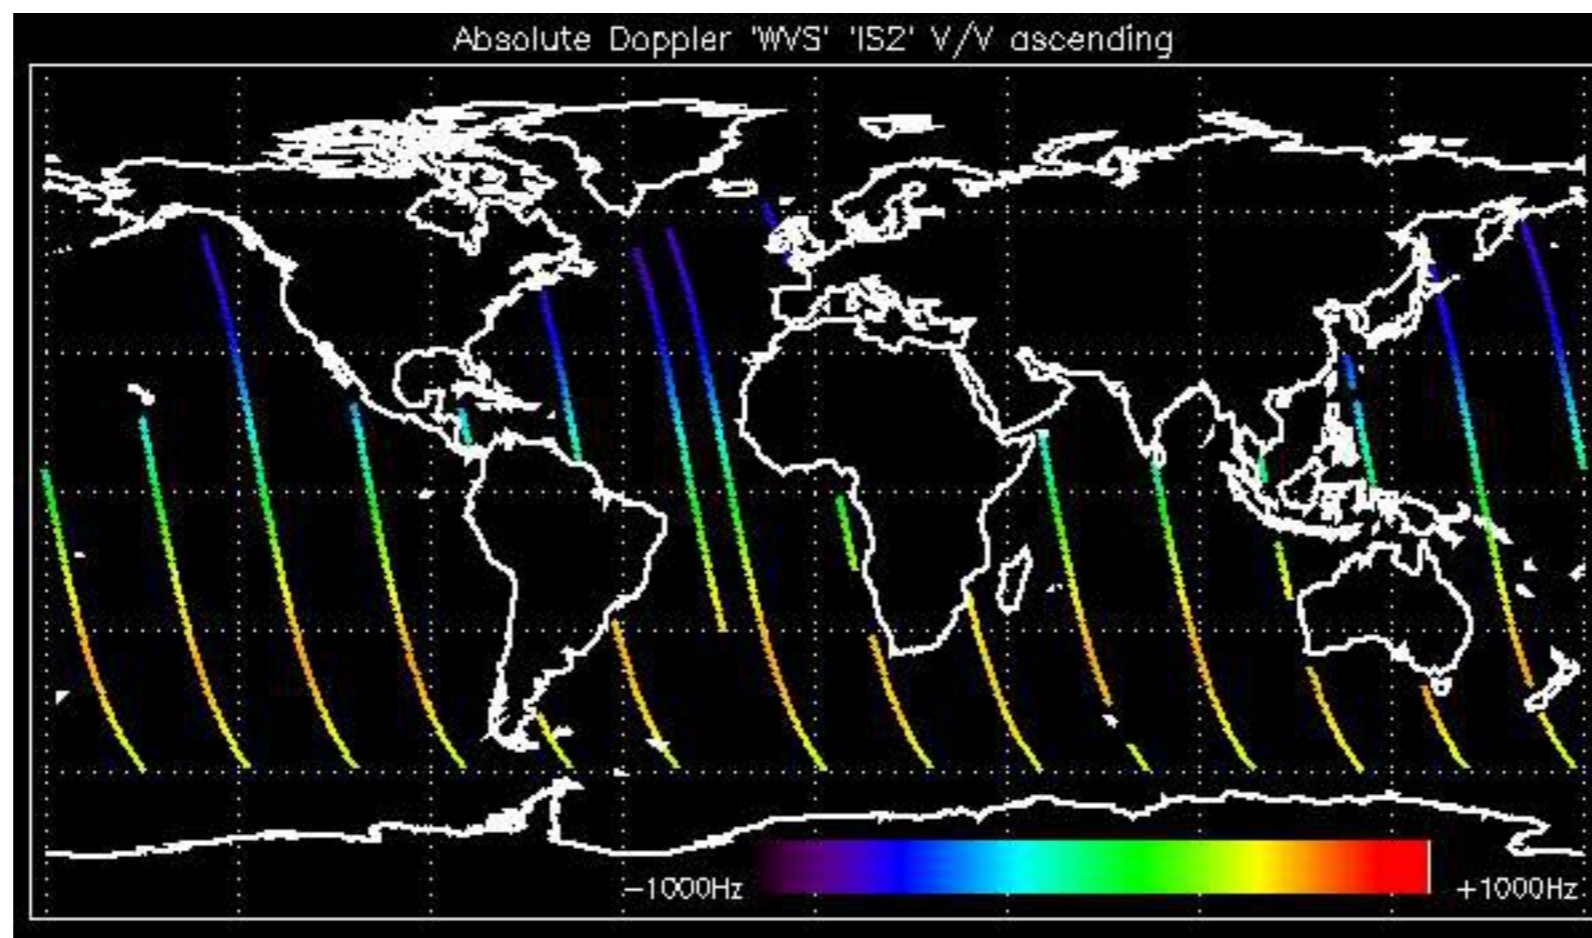 Absolute Doppler 'WVS' 'IS2' V/V ascending
-1000Hz +1000Hz